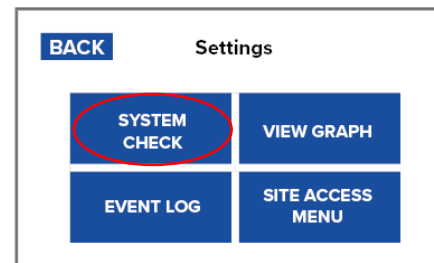 BACK Settings
SYSTEM
CHECK
VIEW GRAPH
EVENT LOG
SITE ACCESS
MENU